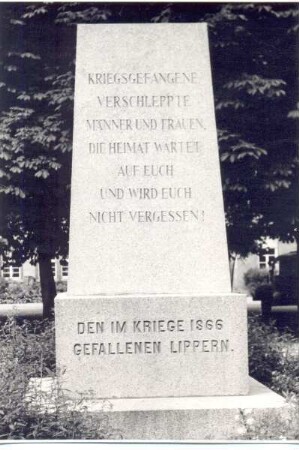 KRIEGSGEFANGENE
VERSCHLEPPTE
MÄNNER UND FRAUEN,
DIE HEIMAT WARTET
AUF EUCH
UND WIRD EUCH
NICHT VERGESSEN!
DEN IM KRIEGE 1866
GEFALLENEN LIPPERN.